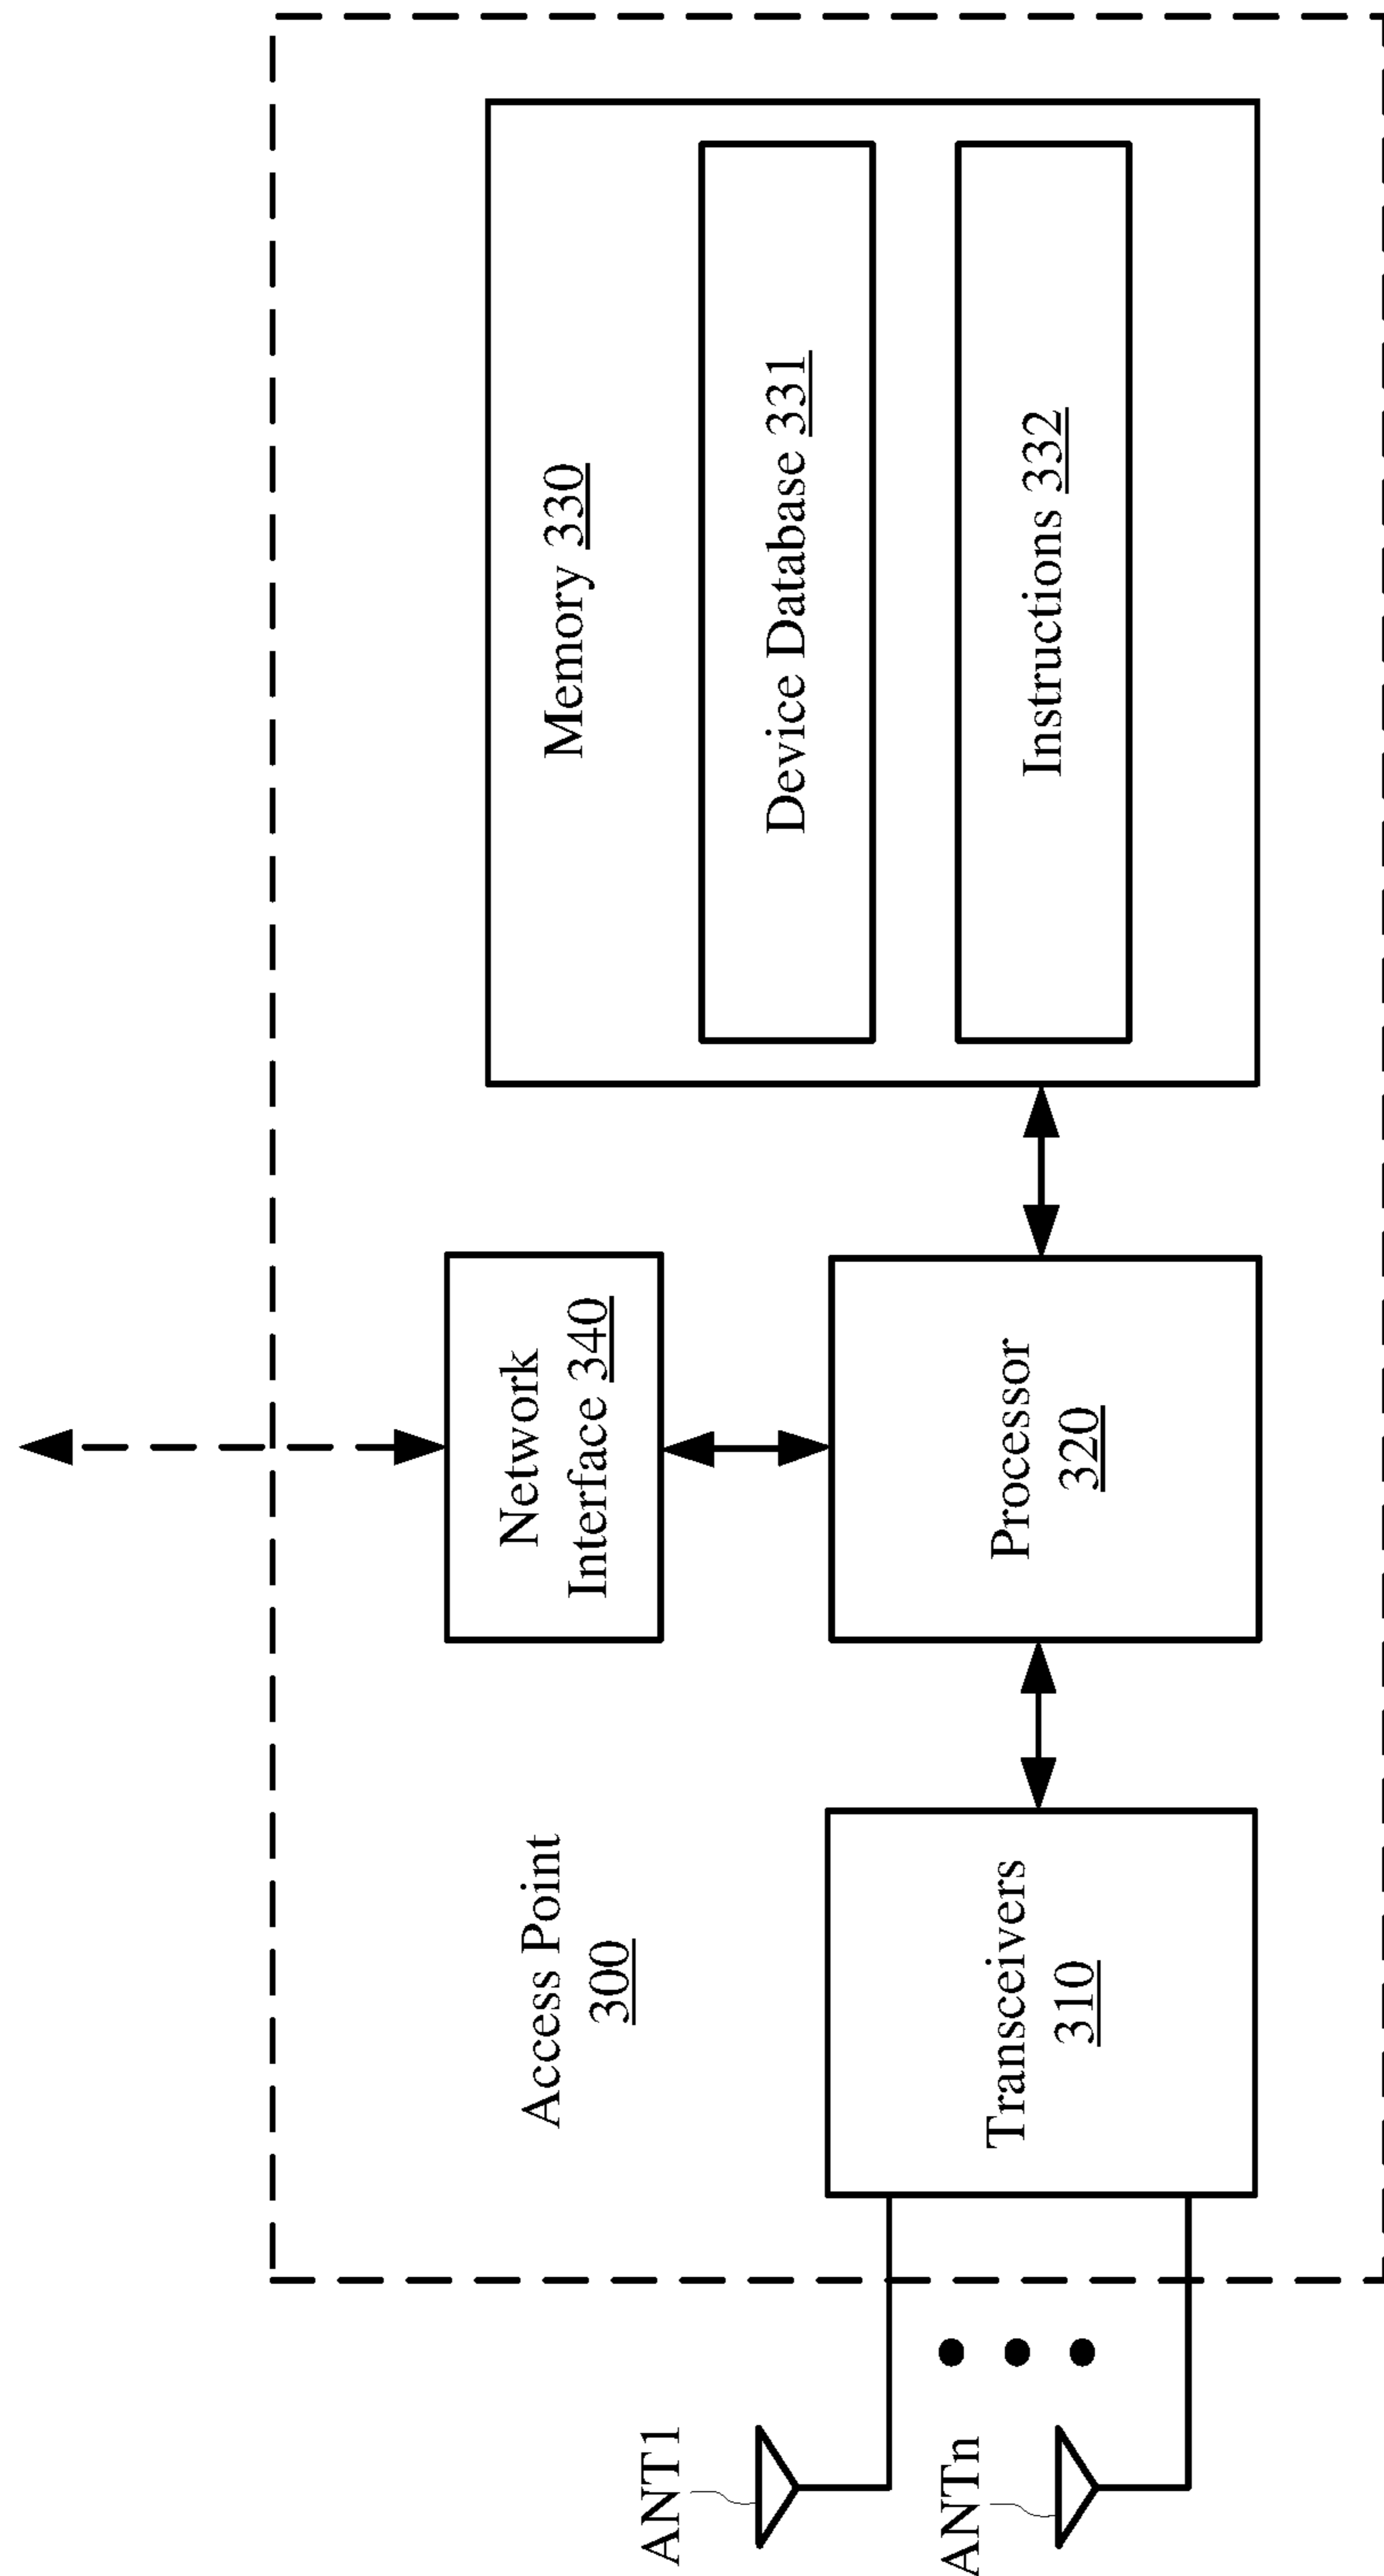 Access Point
300
Network
Interface 340
Memory 330
Device Database 331
Instructions 332
ANT1
ANTn
Transceivers
310
Processor
320